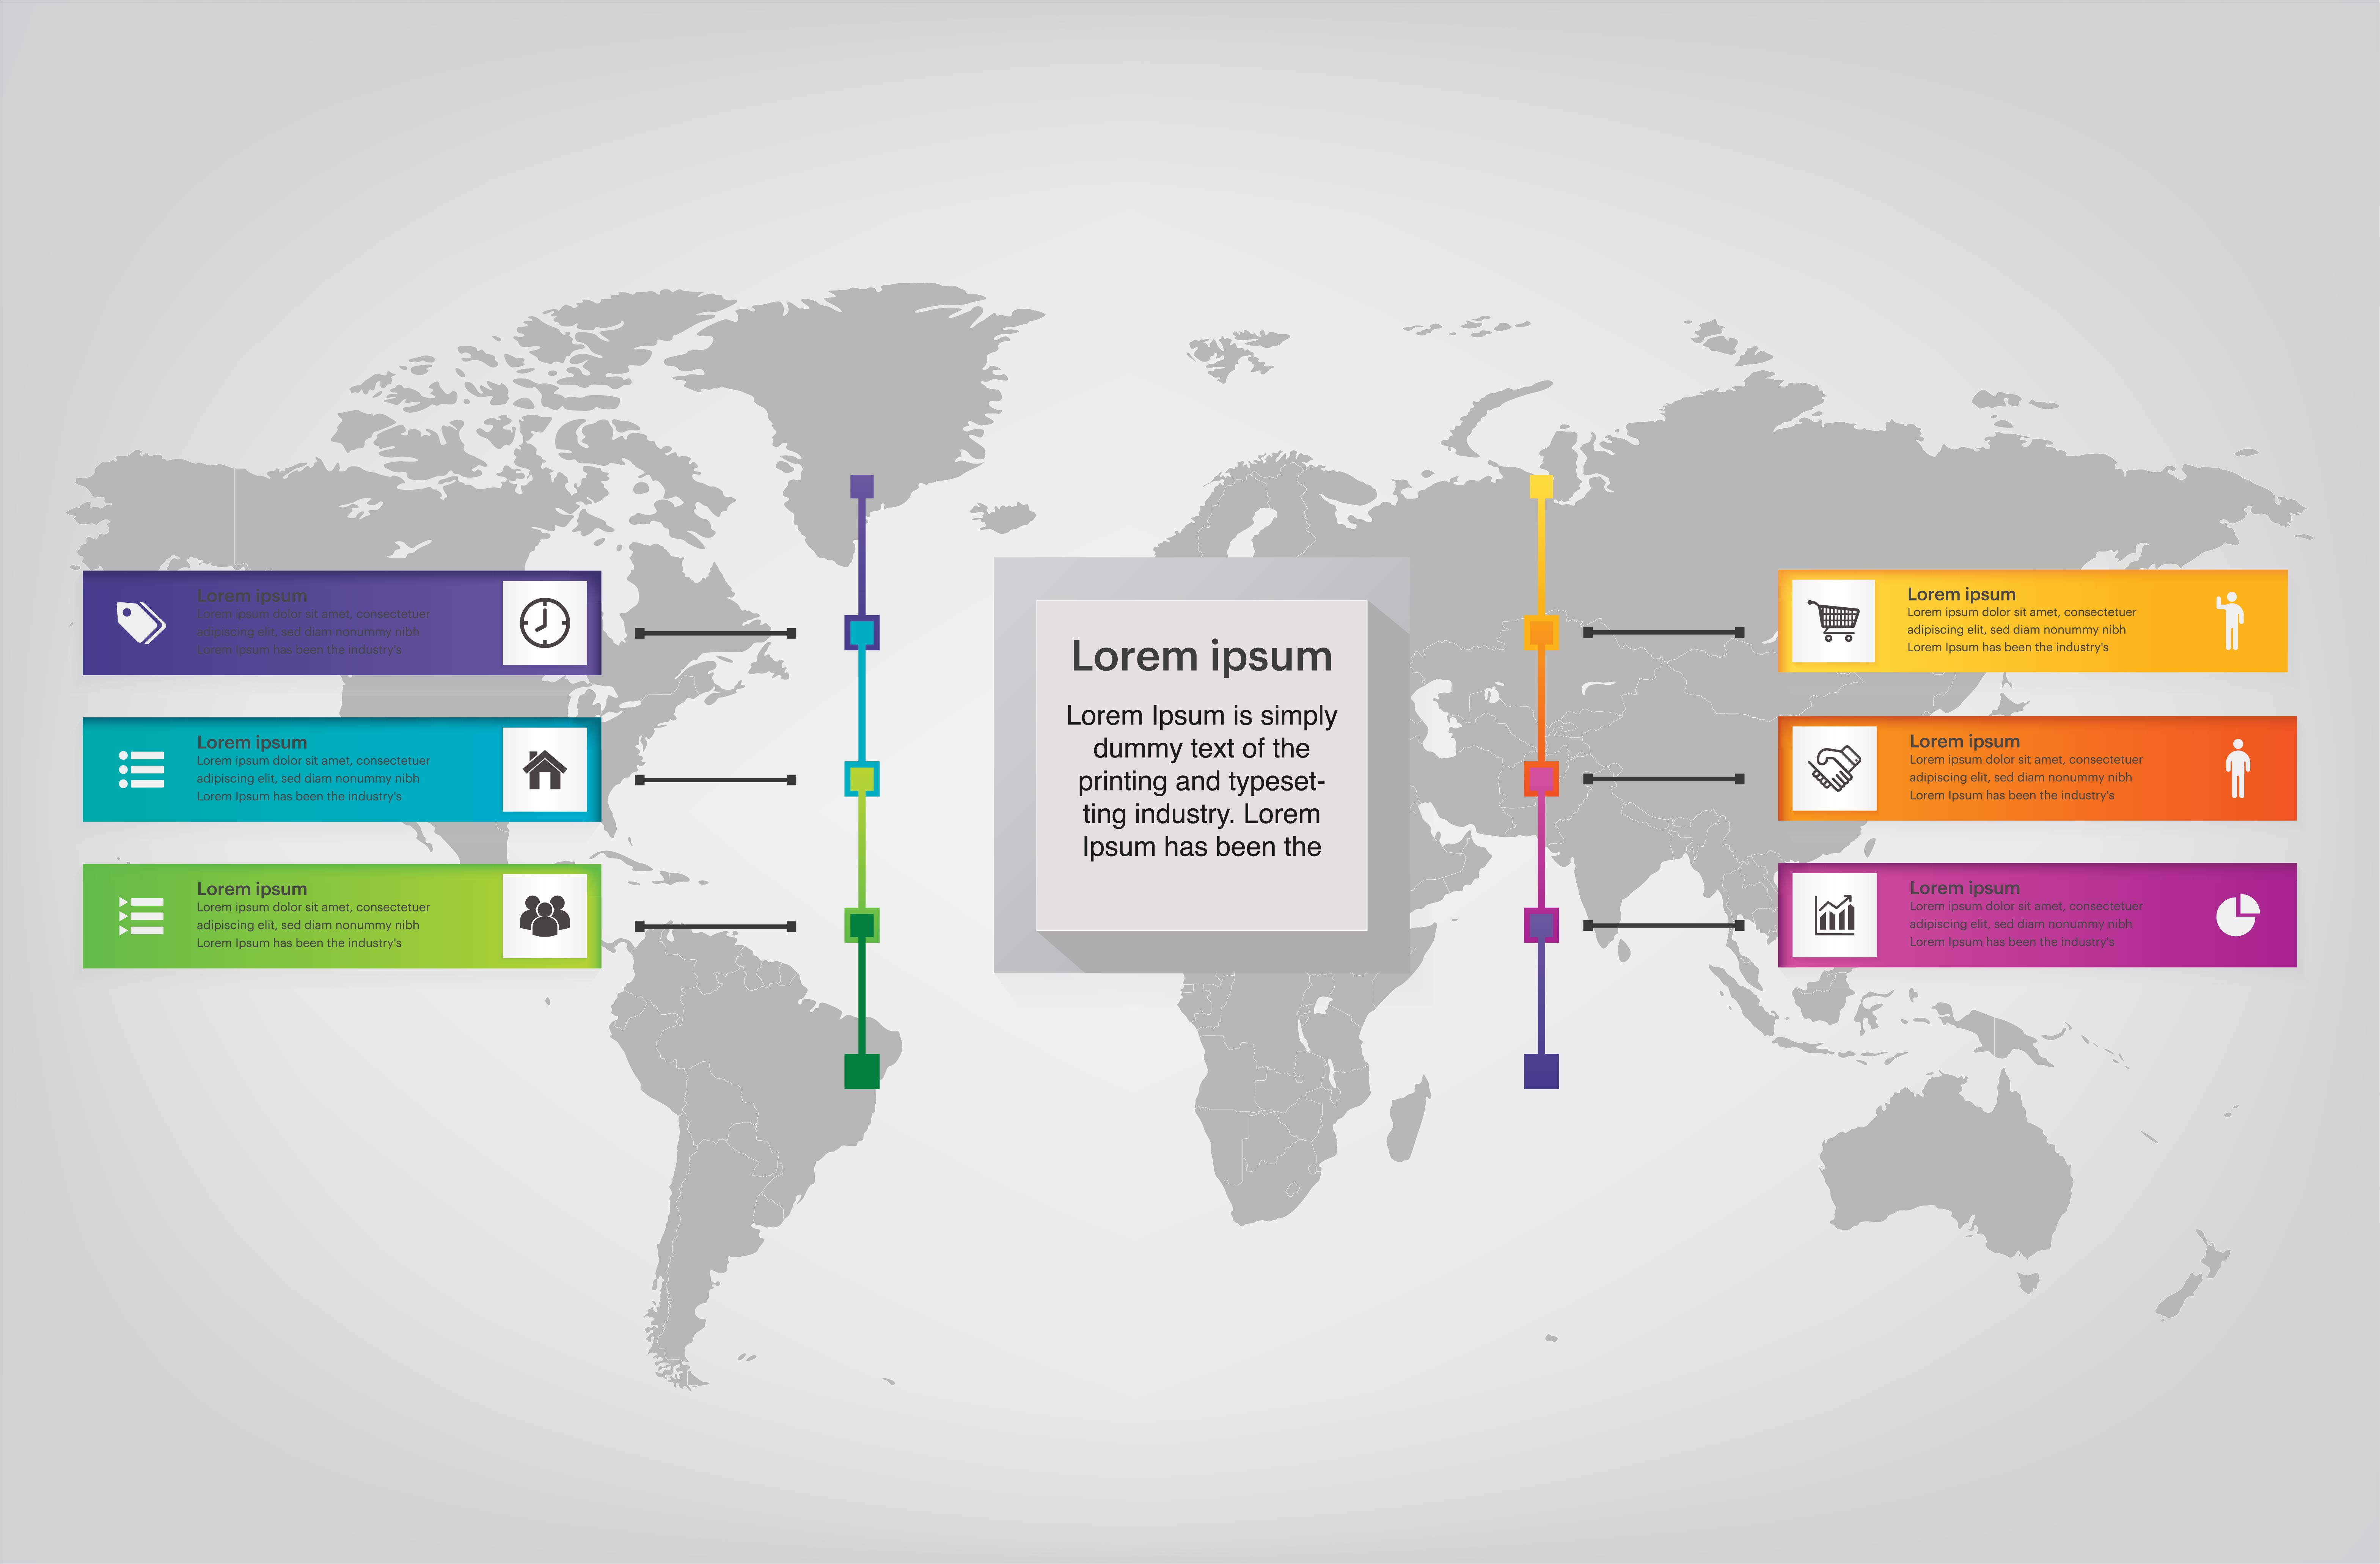 Lorem ipsum
Lorem ipsum dolor sit amet, consectetuer
adipiscing elit, sed diam nonummy nibh
Lorem Ipsum has been the industry's
Lorem ipsum
Lorem ipsum dolor sit amet, consectetuer
adipiscing elit, sed diam nonummy nibh
Lorem Ipsum has been the industry's
Lorem ipsum
Lorem ipsum dolor sit amet, consectetuer
adipiscing elit, sed diam nonummy nibh
Lorem Ipsum has been the industry's
Lorem ipsum
Lorem Ipsum is simply
dummy text of the
printing and typeset-
ting industry. Lorem
Ipsum has been the
Lorem ipsum
Lorem ipsum dolor sit amet, consectetuer
adipiscing elit, sed diam nonummy nibh
Lorem Ipsum has been the industry's
Lorem ipsum
Lorem ipsum dolor sit amet, consectetuer
adipiscing elit, sed diam nonummy nibh
Lorem Ipsum has been the industry's
Lorem ipsum
Lorem ipsum dolor sit amet, consectetuer
adipiscing elit, sed diam nonummy nibh
Lorem Ipsum has been the industry's